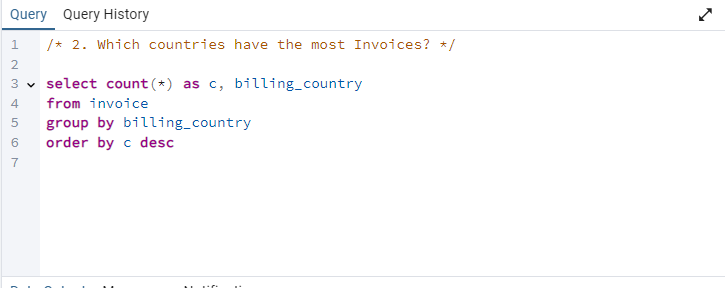 Query Query History
1 /* 2. Which countries have the most Invoices? */
2
3 select count(*) as c, billing_country
4 from invoice
5 group by billing_country
6 order by c desc
7